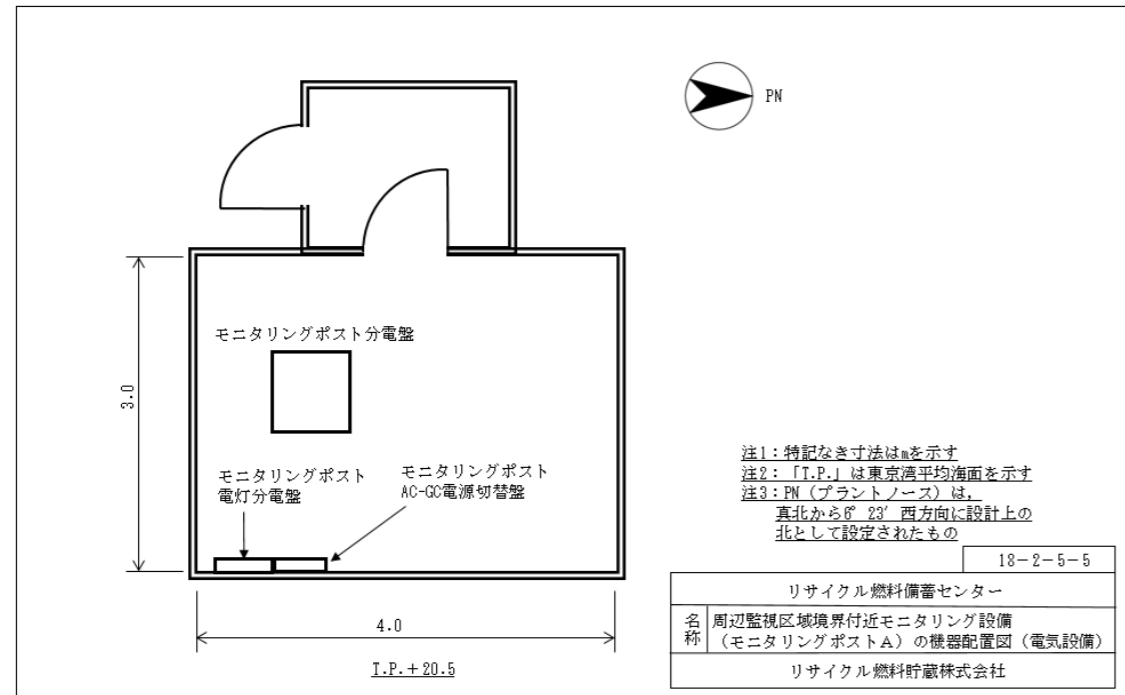 PN
モニタリングポスト分電盤
3.0
モニタリングポスト
電灯分電盤
モニタリングポスト
AC-GC電源切替盤
4.0
T.P.+20.5
注1:特記なき寸法はmを示す
注2:「T.P.」は東京湾平均海面を示す
注3:PN(プラントノース)は,
真北から6° 23′ 西方向に設計上の
北として設定されたもの
18-2-5-5
リサイクル燃料備蓄センター
名称
周辺監視区域境界付近モニタリング設備
(モニタリングポストA)の機器配置図(電気設備)
リサイクル燃料貯蔵株式会社